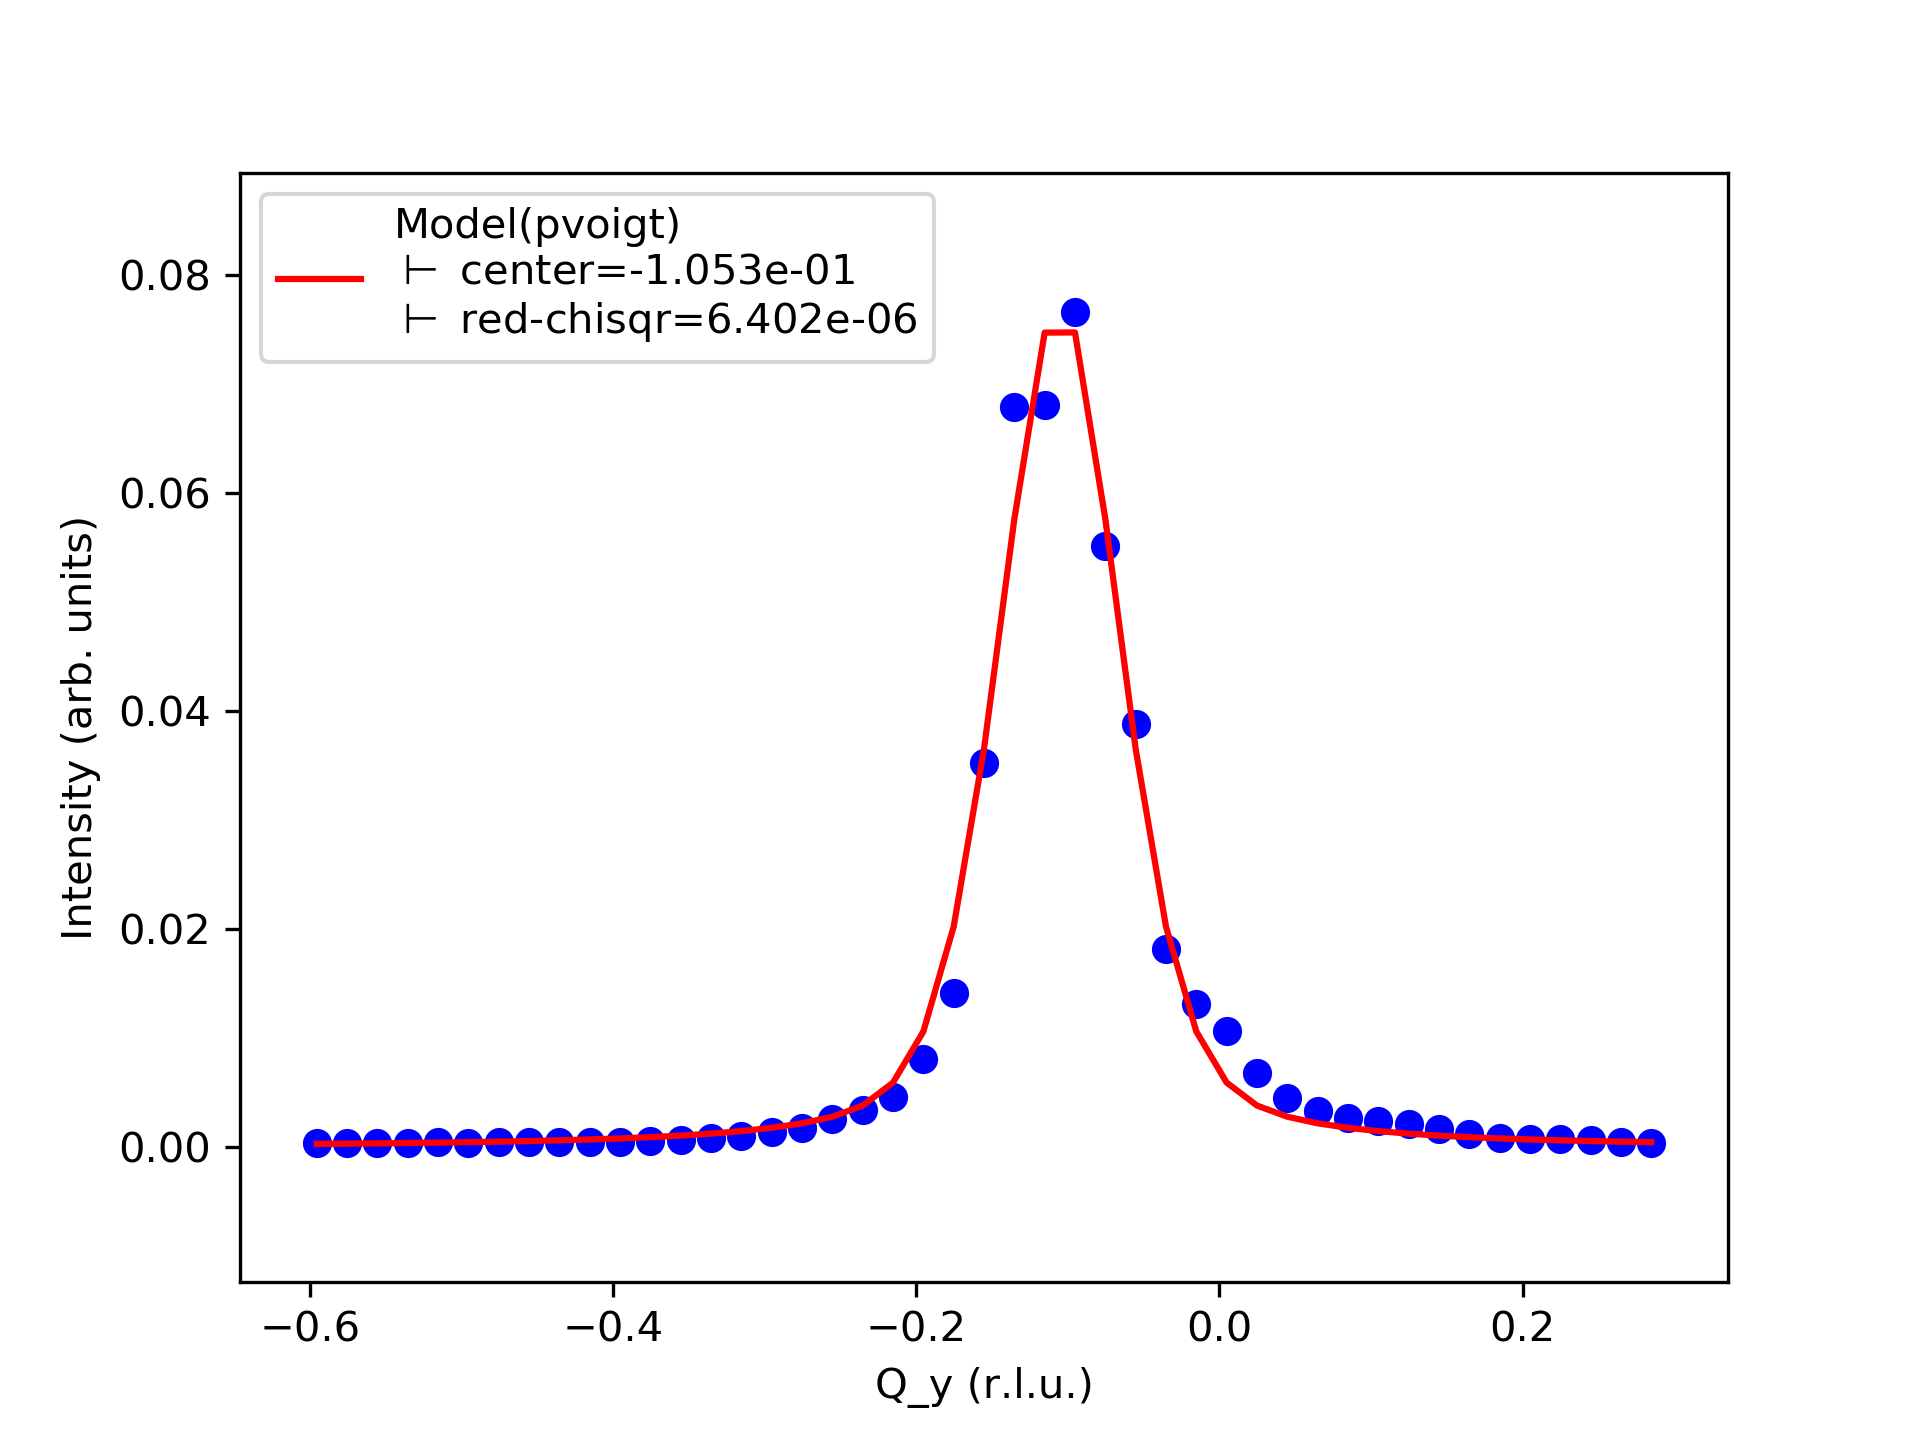 Model(pvoigt)
⊢ center=-1.053e-01
⊢ red-chisqr=6.402e-06
0.08
0.06
0.04
0.02
0.00
Intensity (arb. units)
−0.6 −0.4 −0.2 0.0 0.2
Q_y (r.l.u.)